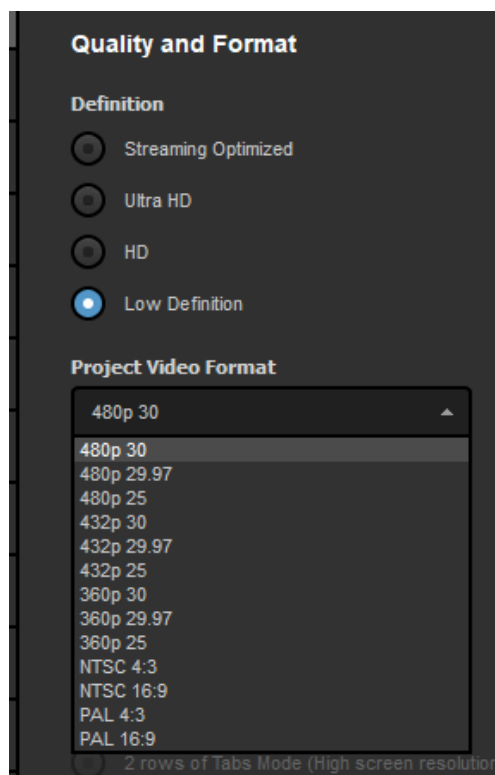 Quality and Format
Definition
Streaming Optimized
Ultra HD
HD
Low Definition
Project Video Format
480p 30
480p 30
480p 29.97
480p 25
432p 30
432p 29.97
432p 25
360p 30
360p 29.97
360p 25
NTSC 4:3
NTSC 16:9
PAL 4:3
PAL 16:9
2 rows of Tabs Mode (High screen resolution